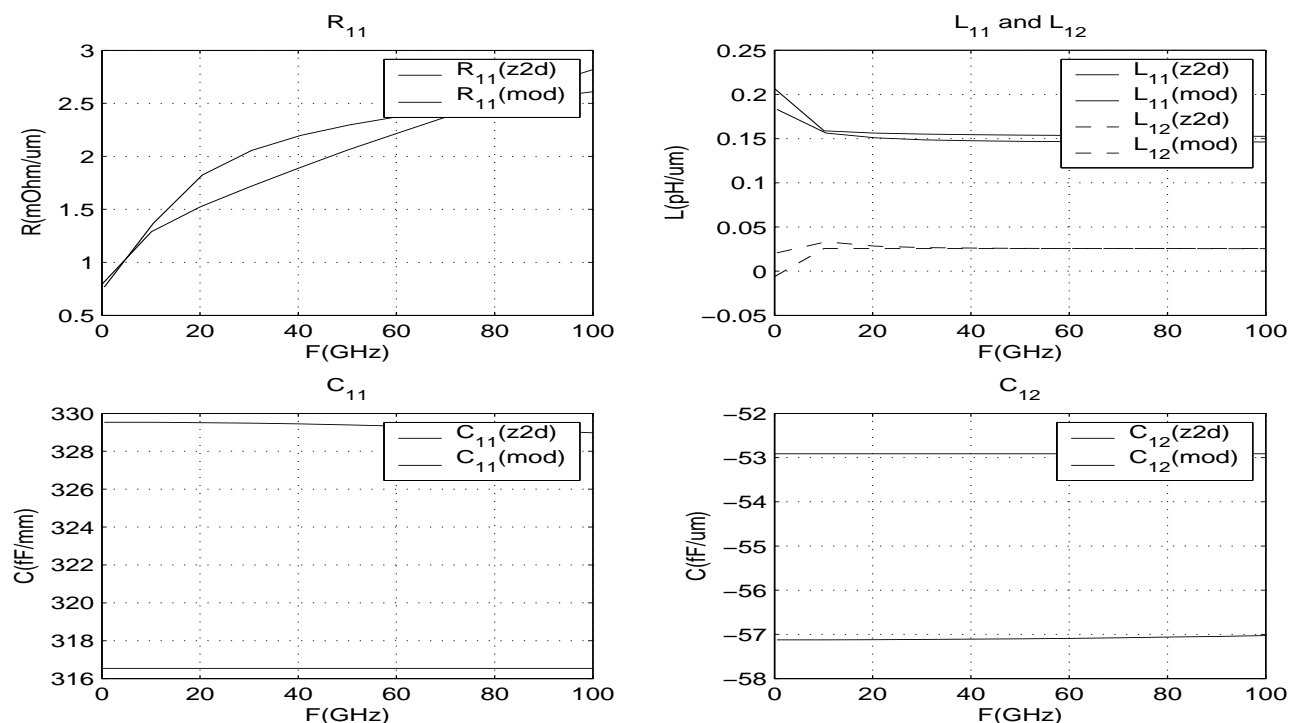 R11
3
2.5
2
1.5
1
0.5
R(mOhm/um)
R11(z2d)
R11(mod)
0
20
40
60
80
100
F(GHz)
L11 and L12
0.25
0.2
0.15
0.1
0.05
0
−0.05
L(pH/um)
L11(z2d)
L11(mod)
L12(z2d)
L12(mod)
0
20
40
60
80
100
F(GHz)
C11
330
328
326
324
322
320
318
316
C(fF/mm)
C11(z2d)
C11(mod)
0
20
40
60
80
100
F(GHz)
C12
−52
−53
−54
−55
−56
−57
−58
C(fF/um)
C12(z2d)
C12(mod)
0
20
40
60
80
100
F(GHz)